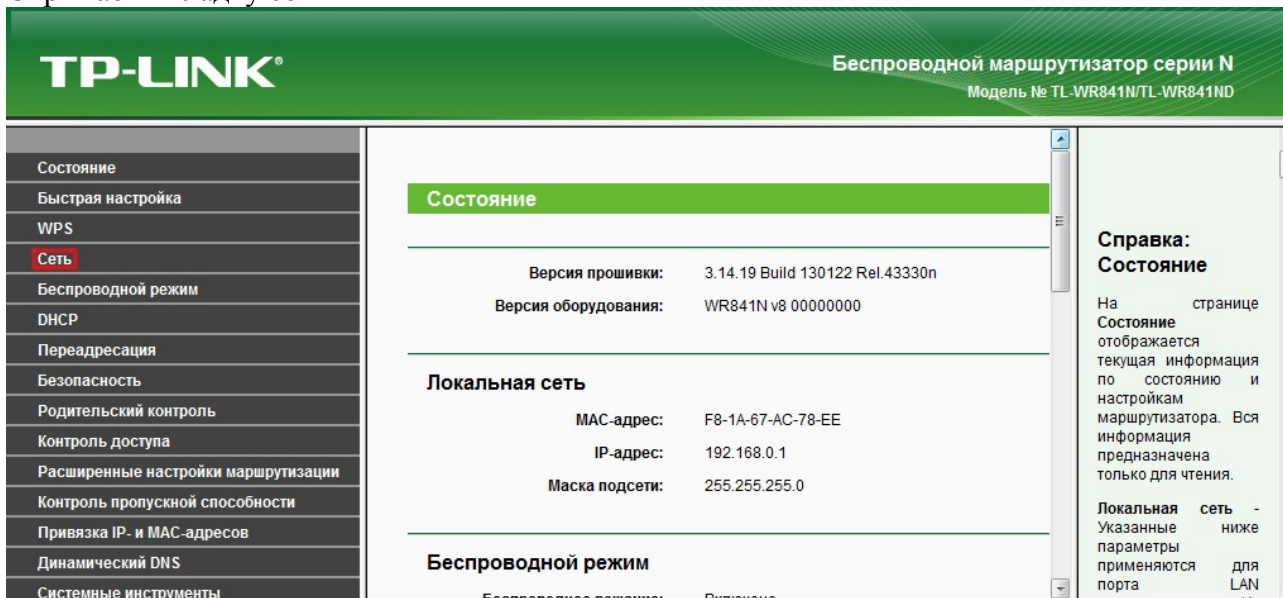 TP-LINK®
Беспроводной маршрутизатор серии N
Модель № TL-WR841N/TL-WR841ND
Состояние
Быстрая настройка
WPS
Сеть
Беспроводной режим
DHCP
Переадресация
Безопасность
Родительский контроль
Контроль доступа
Расширенные настройки маршрутизации
Контроль пропускной способности
Привязка IP- и MAC-адресов
Динамический DNS
Системные инструменты
Состояние
Версия прошивки: 3.14.19 Build 130122 Rel.43330n
Версия оборудования: WR841N v8 00000000
Локальная сеть
MAC-адрес: F8-1A-67-AC-78-EE
IP-адрес: 192.168.0.1
Маска подсети: 255.255.255.0
Беспроводной режим
Справка:
Состояние
На странице
Состояние
отображается
текущая информация
по состоянию и
настройкам
маршрутизатора. Вся
информация
предназначена
только для чтения.
Локальная сеть -
Указанные ниже
параметры
применяются для
порта LAN